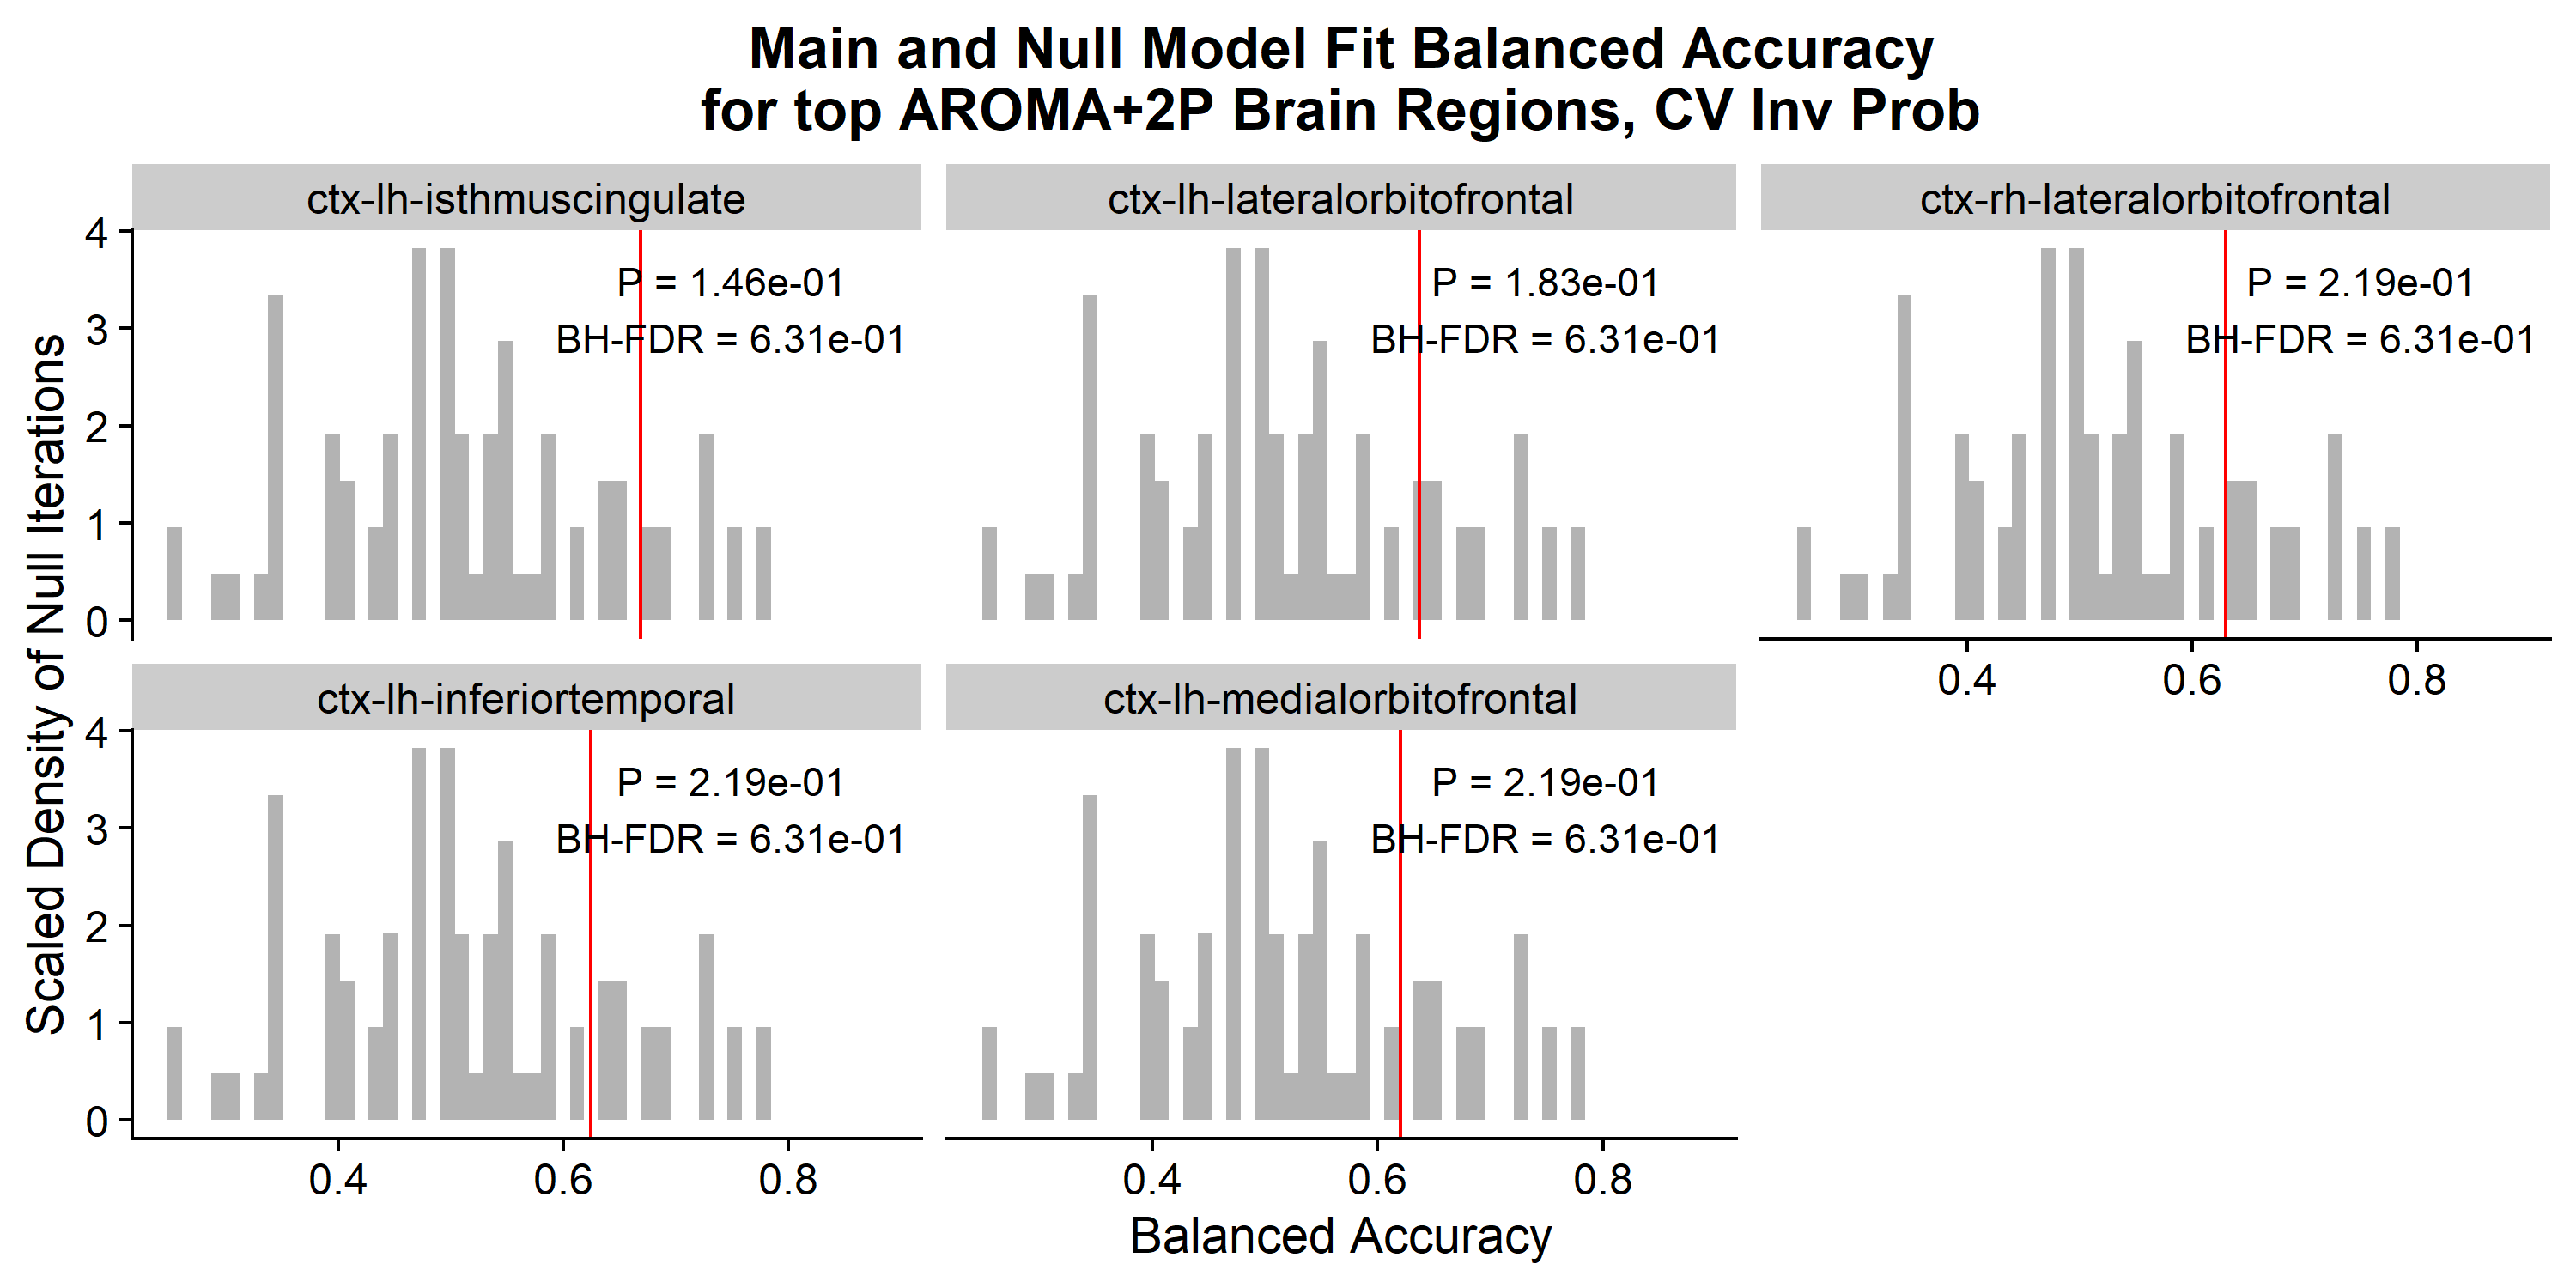 Main and Null Model Fit Balanced Accuracy
for top AROMA+2P Brain Regions, CV Inv Prob
Scaled Density of Null Iterations
ctx-lh-isthmuscingulate
P = 1.46e-01
BH-FDR = 6.31e-01
4
3
2
1
0
ctx-lh-lateralorbitofrontal
P = 1.83e-01
BH-FDR = 6.31e-01
ctx-rh-lateralorbitofrontal
P = 2.19e-01
BH-FDR = 6.31e-01
0.4 0.6 0.8
ctx-lh-inferiortemporal
P = 2.19e-01
BH-FDR = 6.31e-01
4
3
2
1
0
0.4 0.6 0.8
ctx-lh-medialorbitofrontal
P = 2.19e-01
BH-FDR = 6.31e-01
0.4 0.6 0.8
Balanced Accuracy